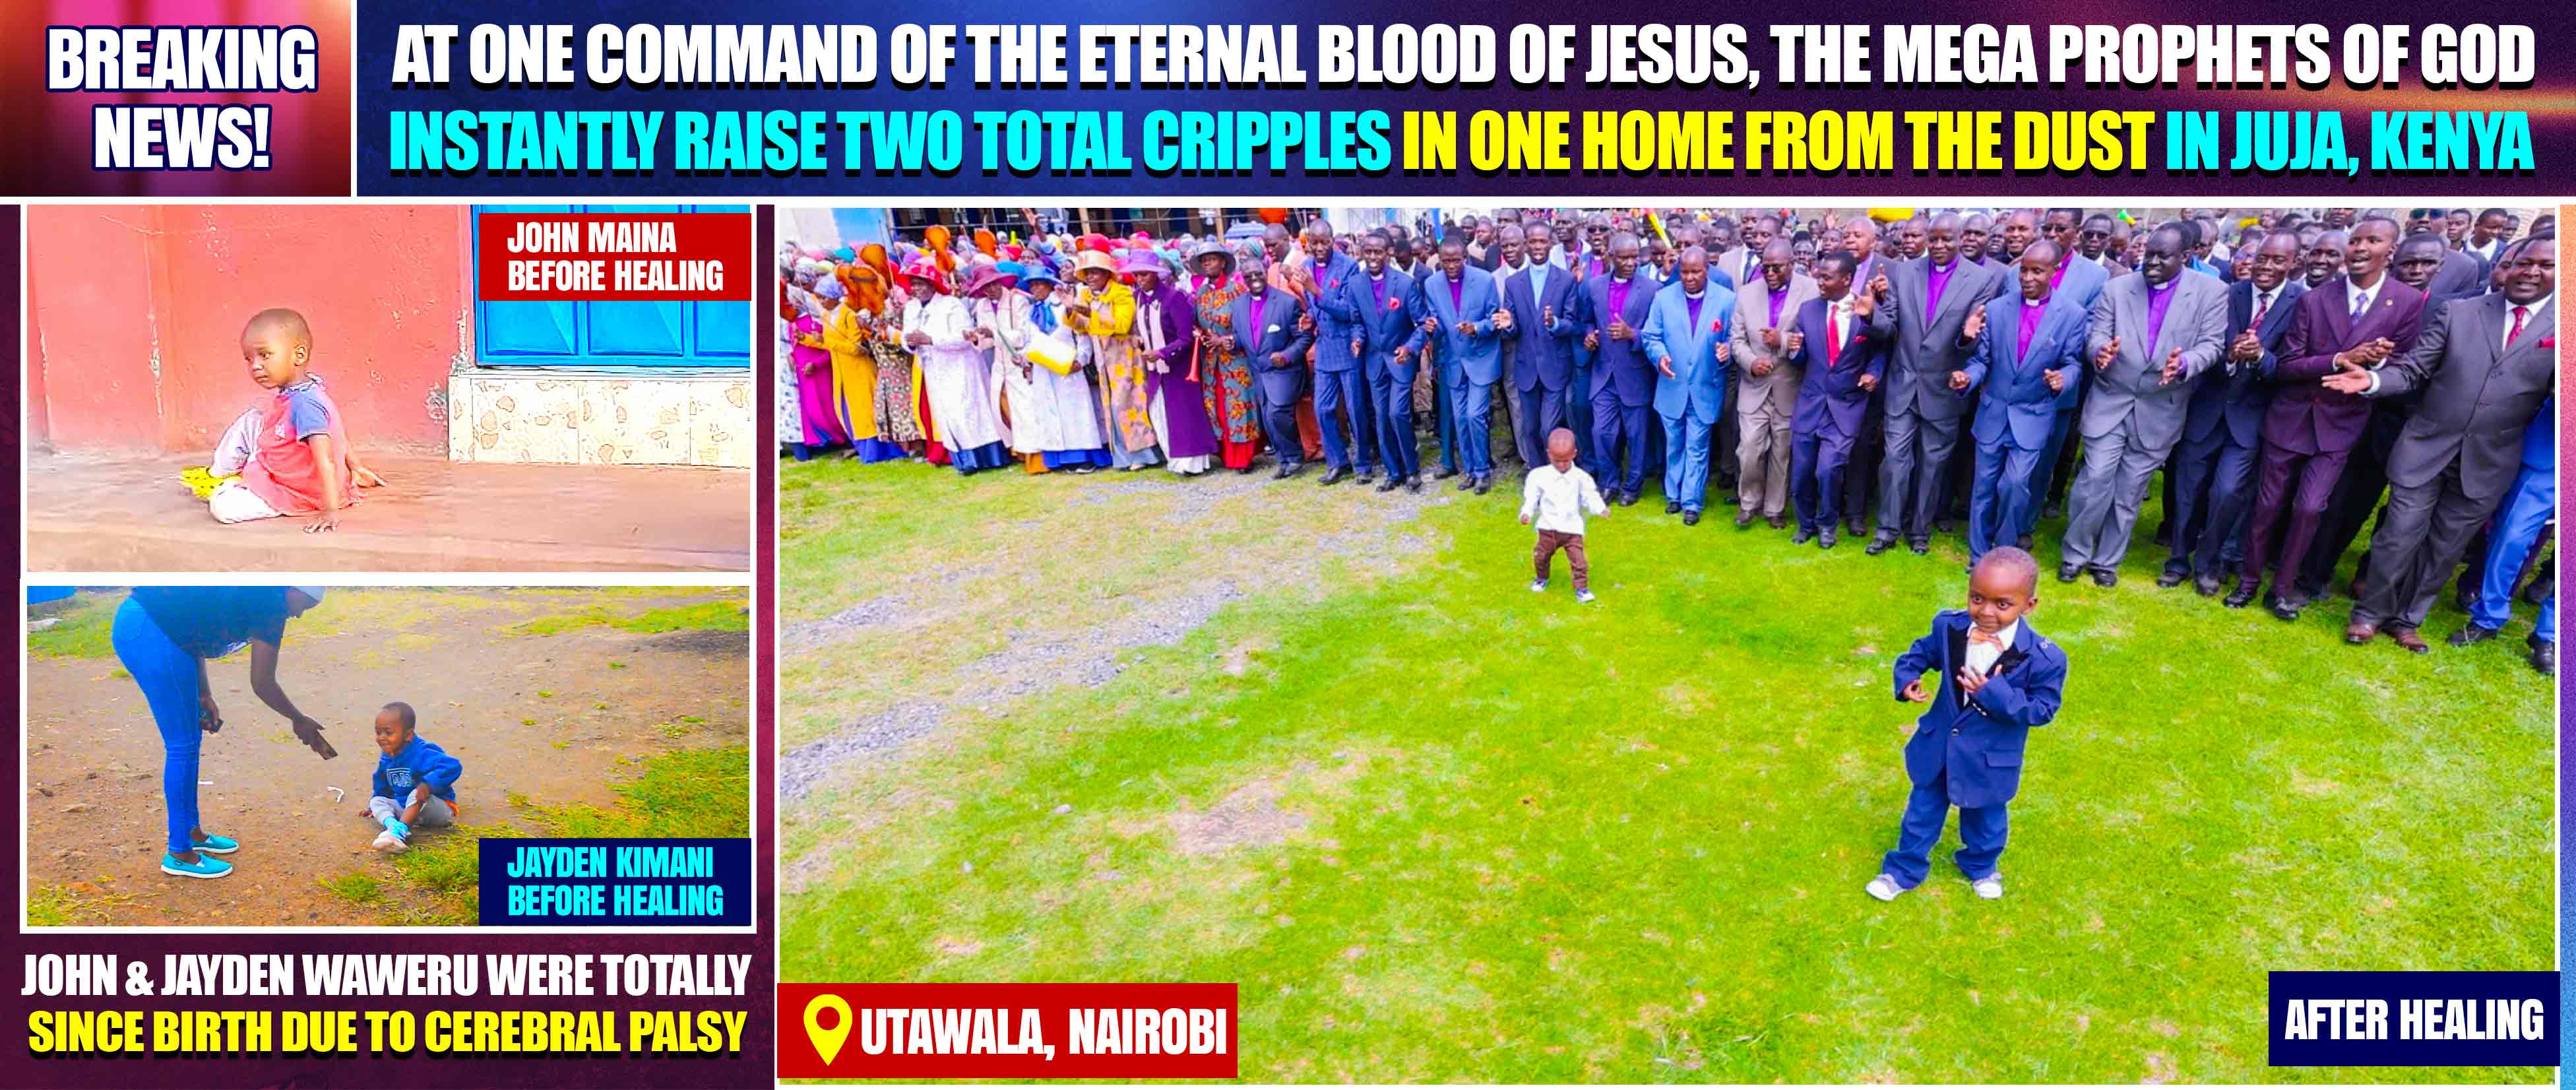 BREAKING
NEWS!
AT ONE COMMAND OF THE ETERNAL BLOOD OF JESUS, THE MEGA PROPHETS OF GOD
INSTANTLY RAISE TWO TOTAL CRIPPLES IN ONE HOME FROM THE DUST IN JUJA, KENYA
JOHN MAINA
BEFORE HEALING
JAYDEN KIMANI
BEFORE HEALING
JOHN & JAYDEN WAWERU WERE TOTALLY
SINCE BIRTH DUE TO CEREBRAL PALSY
UTAWALA, NAIROBI
AFTER HEALING